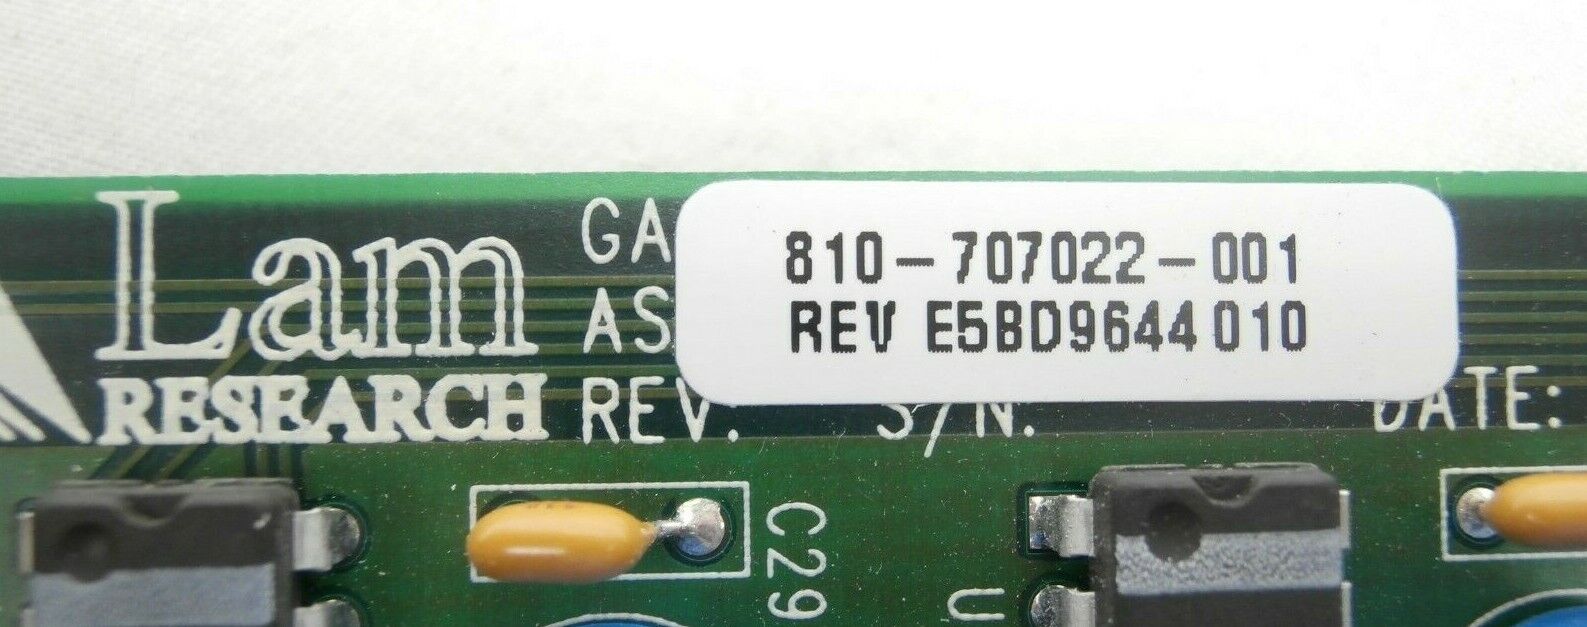 Lam
RESEARCH
GA
AS
REV.
S/N.
DATE:
810-707022-001
REV E5BD9644010
C29
U